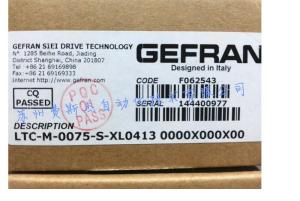 GEFRAN SIEI DRIVE TECHNOLOGY
N° 1285 Beihe Road, Jiading
District Shanghai, China 201807
Tel :+86 21 69169898
Fax:+86 21 69169333
internet http://www.gefran.com
GEFRAN
Designed in Italy
CODE F062543
CQ
PASSED
PQC
PASS
SERIAL 144400977
DESCRIPTION
LTC-M-0075-S-XL0413 0000X000X00